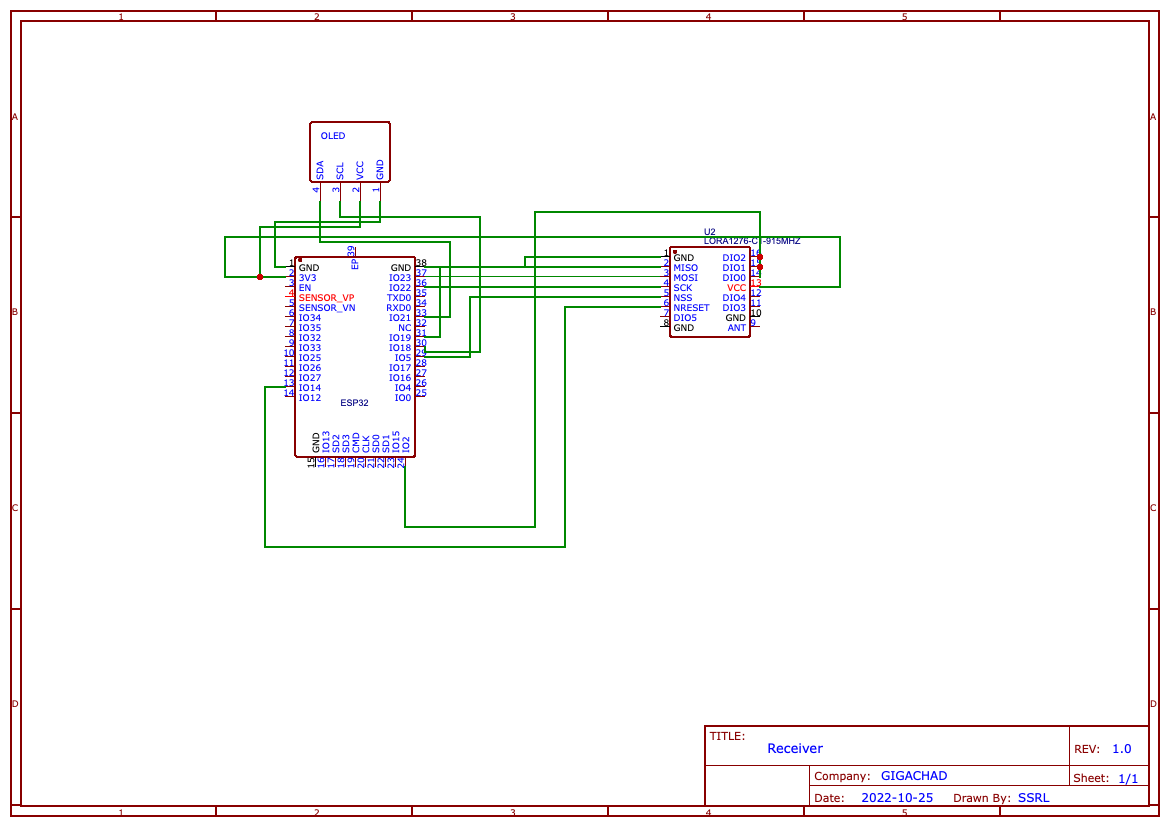 1 2 3 4 5
A A
B B
C C
D D
OLED
SDA SCL VCC GND
4 3 2 1
U2
LORA1276-C1-915MHZ
EP 39
1 GND GND 38
2 3V3 IO23 37
3 EN IO22 36
4 SENSOR_VP TXD0 35
5 SENSOR_VN RXD0 34
6 IO34 IO21 33
7 IO35 NC 32
8 IO32 IO19 31
9 IO33 IO18 30
10 IO25 IO5 29
11 IO26 IO17 28
12 IO27 IO16 27
13 IO14 IO4 26
14 IO12 IO0 25
ESP32
GND IO13 SD2 SD3 CMD CLK SD0 SD1 IO15 IO2
15 16 17 18 19 20 21 22 23 24
1 GND DIO2 16
2 MISO DIO1 15
3 MOSI DIO0 14
4 SCK VCC 13
5 NSS DIO4 12
6 NRESET DIO3 11
7 DIO5 GND 10
8 GND ANT 9
TITLE:
Receiver
REV: 1.0
Company: GIGACHAD
Sheet: 1/1
Date: 2022-10-25 Drawn By: SSRL
1 2 3 4 5